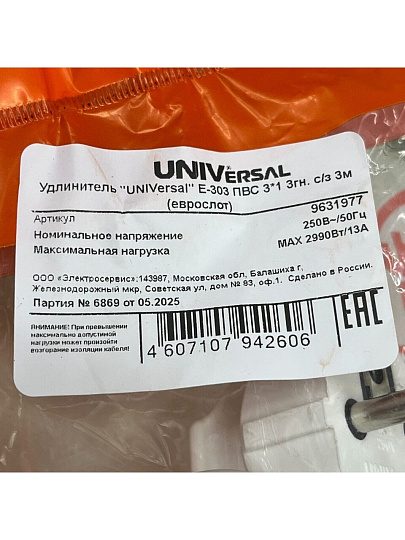 UNIVERSAL
Удлинитель "UNIVersal" Е-303 ПВС 3*1 3гн. с/з 3м
(еврослот)
Артикул 9631977
Номинальное напряжение 250В~/50Гц
Максимальная нагрузка MAX 2990Вт/13А
ООО «Электросервис»:143987, Московская обл, Балашиха г,
Железнодорожный мкр, Советская ул, дом № 83, оф.1. Сделано в России.
Партия № 6869 от 05.2025
ВНИМАНИЕ! При превышении
максимально допустимой
нагрузки может произойти
возгорание изоляции кабеля!
4 607107 942606
EAC